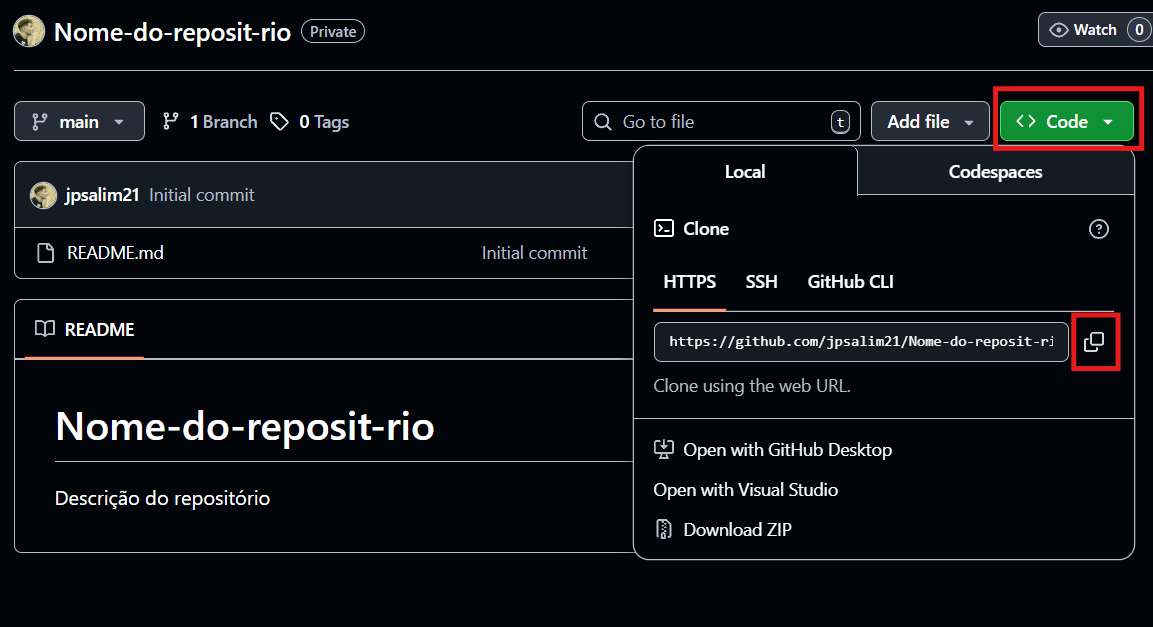 Nome-do-reposit-rio Private Watch 0
main 1 Branch 0 Tags Go to file t Add file Code
Local Codespaces
jpsalim21 Initial commit
Clone
README.md Initial commit
HTTPS SSH GitHub CLI
README
https://github.com/jpsalim21/Nome-do-reposit-ri
Clone using the web URL.
Nome-do-reposit-rio
Open with GitHub Desktop
Open with Visual Studio
Descrição do repositório
Download ZIP